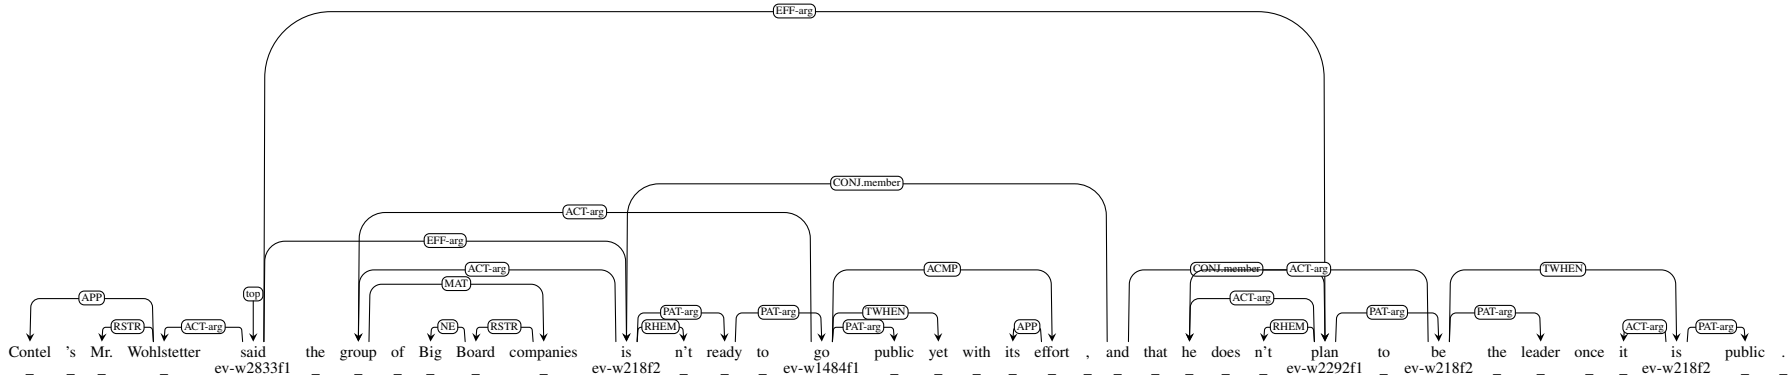 EFF-arg
CONJ.member
ACT-arg
EFF-arg
ACT-arg ACMP CONJ.member ACT-arg TWHEN
MAT
top
APP ACT-arg
PAT-arg PAT-arg TWHEN PAT-arg PAT-arg
RSTR ACT-arg NE RSTR RHEM PAT-arg APP RHEM ACT-arg PAT-arg
Contel 's Mr. Wohlstetter said the group of Big Board companies is n't ready to go public yet with its effort , and that he does n't plan to be the leader once it is public .
_ _ _ _ ev-w2833f1 _ _ _ _ _ _ ev-w218f2 _ _ _ ev-w1484f1 _ _ _ _ _ _ _ _ _ _ _ ev-w2292f1 _ ev-w218f2 _ _ _ _ ev-w218f2 _ _